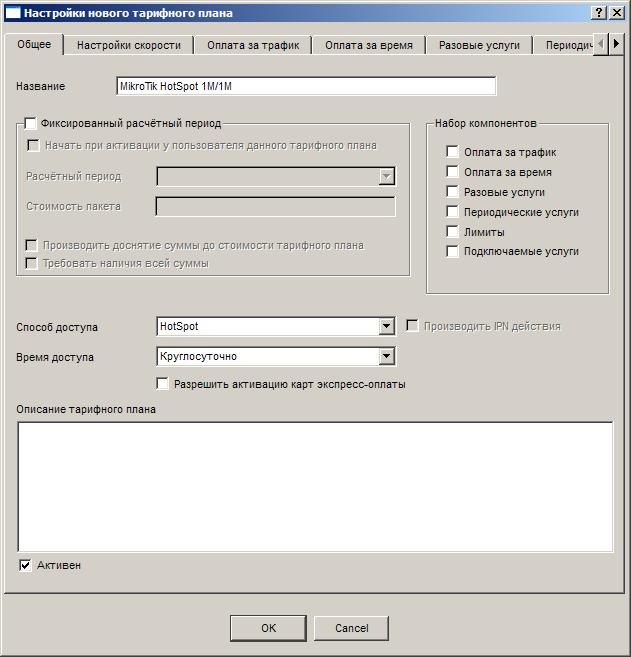 Настройки нового тарифного плана
Общее Настройки скорости Оплата за трафик Оплата за время Разовые услуги Периодич
Название MikroTik HotSpot 1M/1M
Фиксированный расчётный период
Начать при активации у пользователя данного тарифного плана
Расчётный период
Стоимость пакета
Производить доснятие суммы до стоимости тарифного плана
Требовать наличия всей суммы
Набор компонентов
Оплата за трафик
Оплата за время
Разовые услуги
Периодические услуги
Лимиты
Подключаемые услуги
Способ доступа HotSpot Производить IPN действия
Время доступа Круглосуточно
Разрешить активацию карт экспресс-оплаты
Описание тарифного плана
Активен
OK Cancel